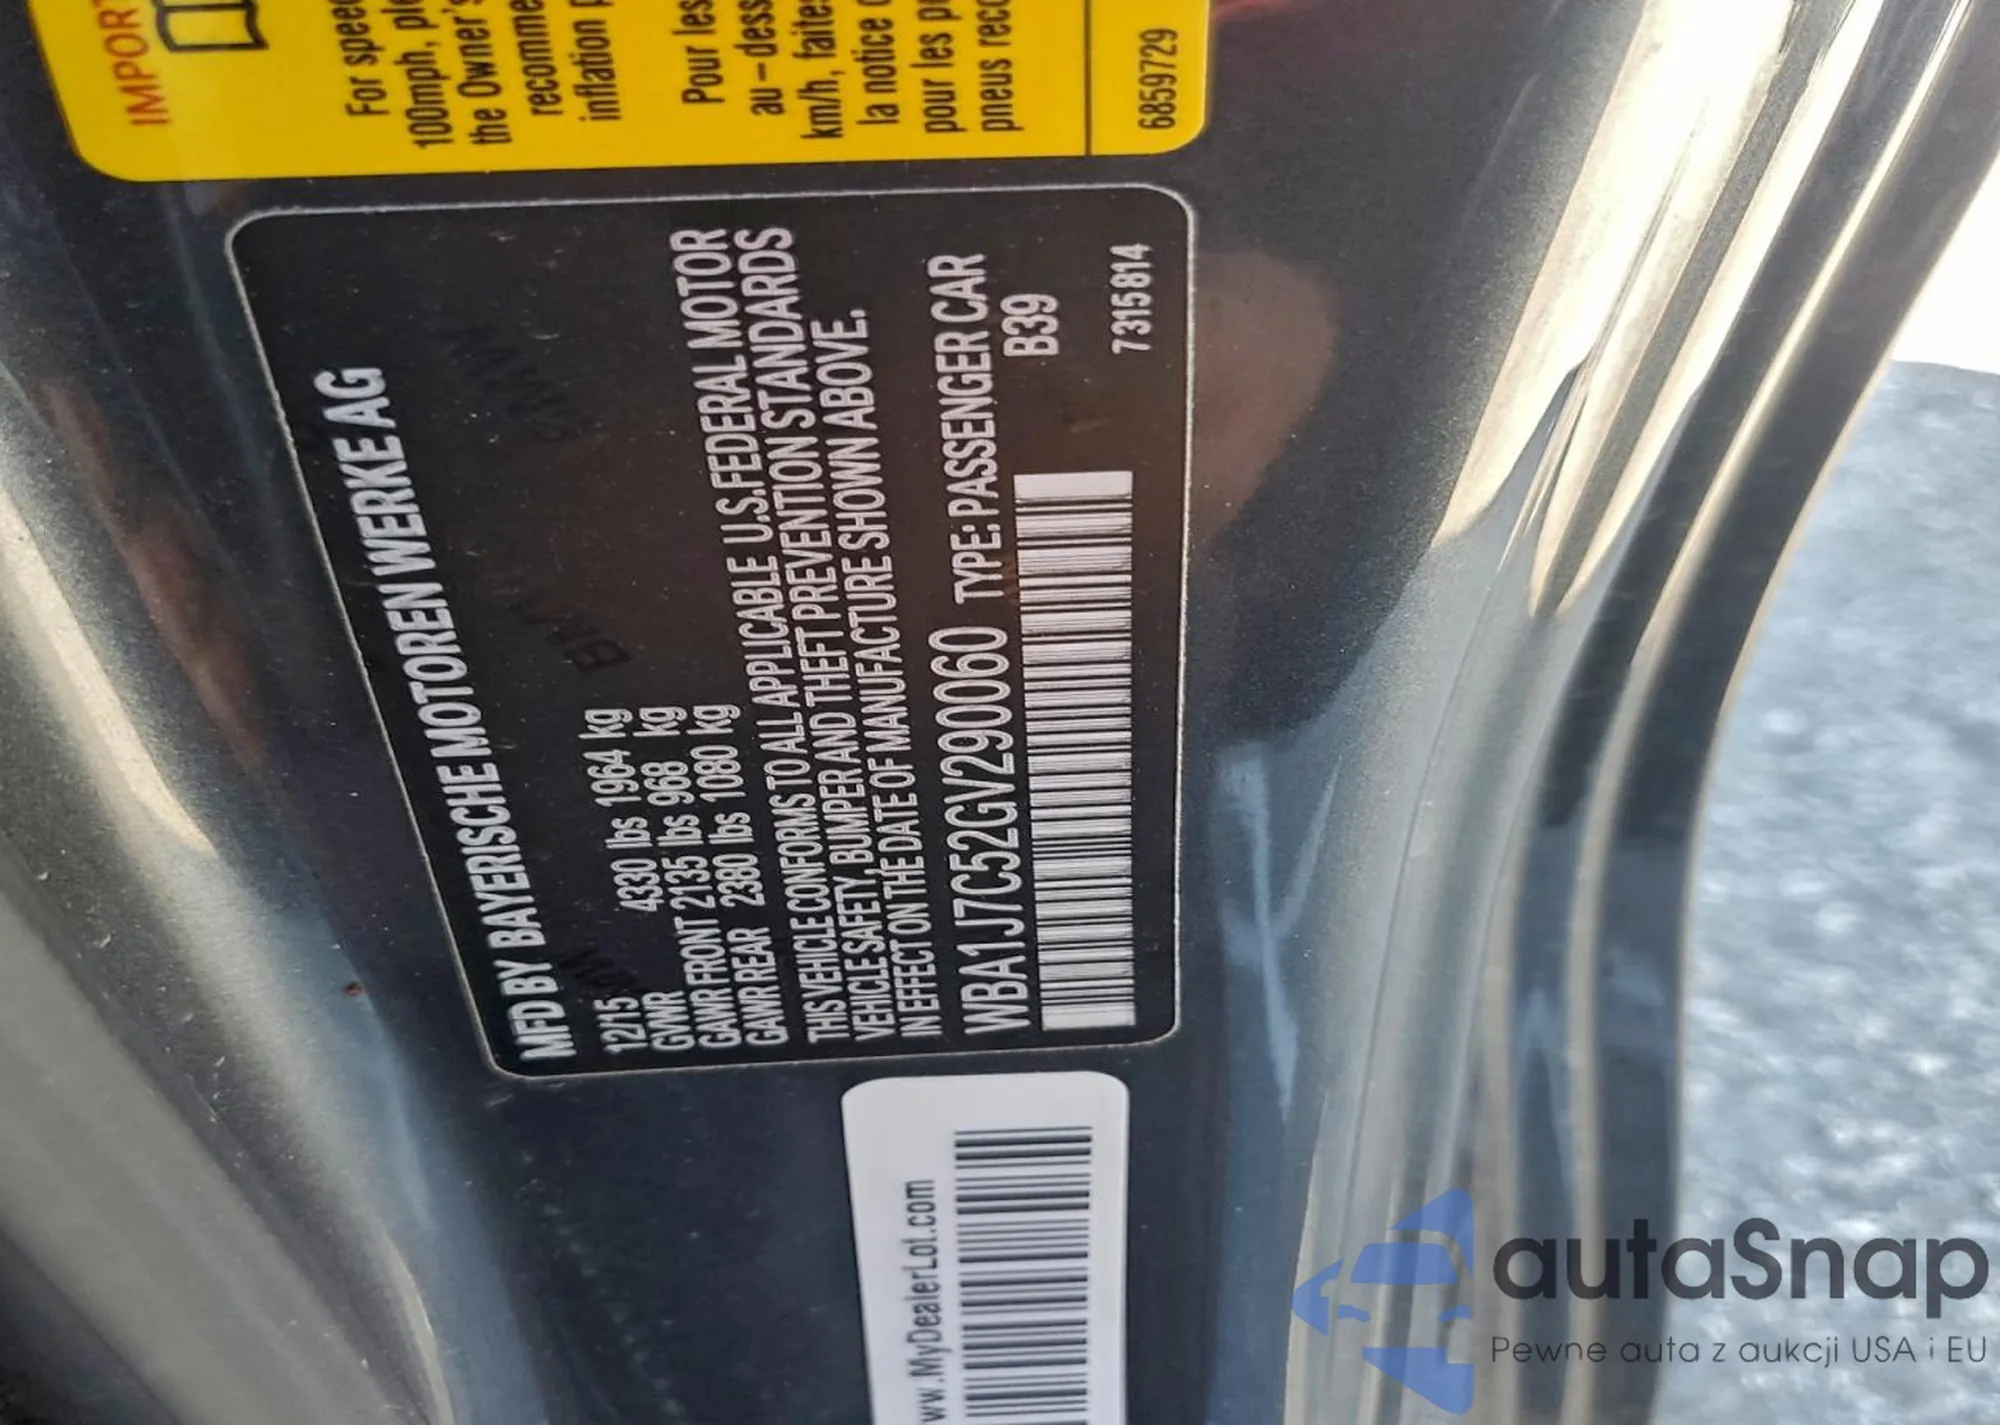 IMPORT
For speed
100mph, ple
the Owner's
recomme
inflation p
Pour les
au-dess
km/h, faite
la notice
pour les p
pneus reco
6859729
MFD BY BAYERISCHE MOTOREN WERKE AG
12/15
GVWR 4330 lbs 1964 kg
GAWR FRONT 2135 lbs 968 kg
GAWR REAR 2380 lbs 1080 kg
THIS VEHICLE CONFORMS TO ALL APPLICABLE U.S.FEDERAL MOTOR
VEHICLE SAFETY, BUMPER AND THEFT PREVENTION STANDARDS
IN EFFECT ON THE DATE OF MANUFACTURE SHOWN ABOVE.
WBA1J7C52GV290060 TYPE: PASSENGER CAR
B39
7315814
ww.MyDealerLot.com
autaSnap
Pewne auta z aukcji USA i EU